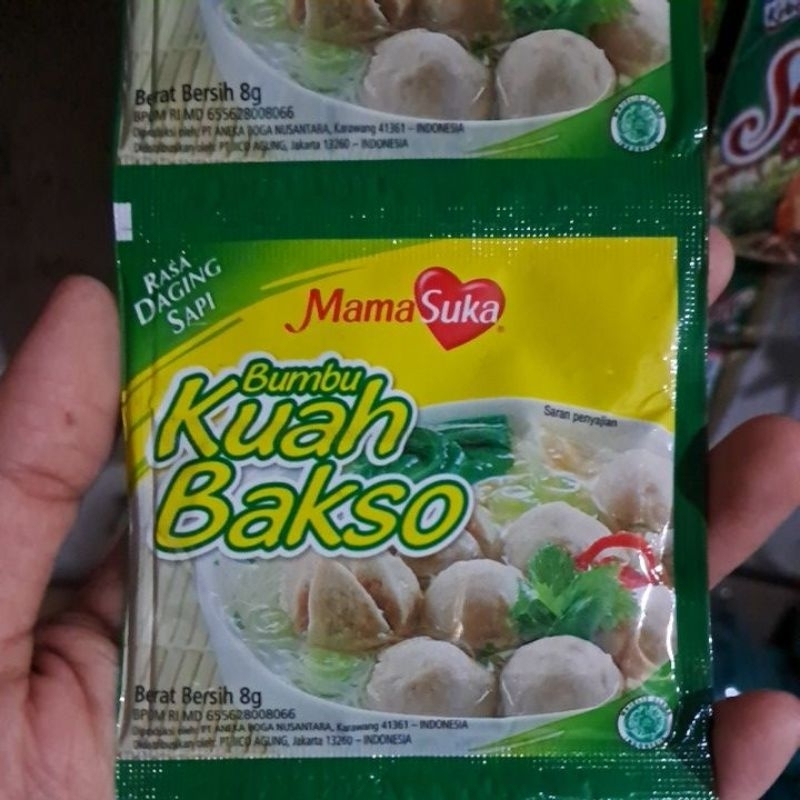 Berat Bersih 8g
BPOM RI MD 655628008066
Diproduksi oleh: PT ANEKA BOGA NUSANTARA, Karawang 41361 – INDONESIA
Didistribusikan oleh: PT JICO AGUNG, Jakarta 13260 – INDONESIA
RASA
DAGING
SAPI
MamaSuka
Bumbu
Kuah
Bakso
Saran penyajian
Berat Bersih 8g
BPOM RI MD 655628008066
Diproduksi oleh: PT ANEKA BOGA NUSANTARA, Karawang 41361 – INDONESIA
Didistribusikan oleh: PT JICO AGUNG, Jakarta 13260 – INDONESIA